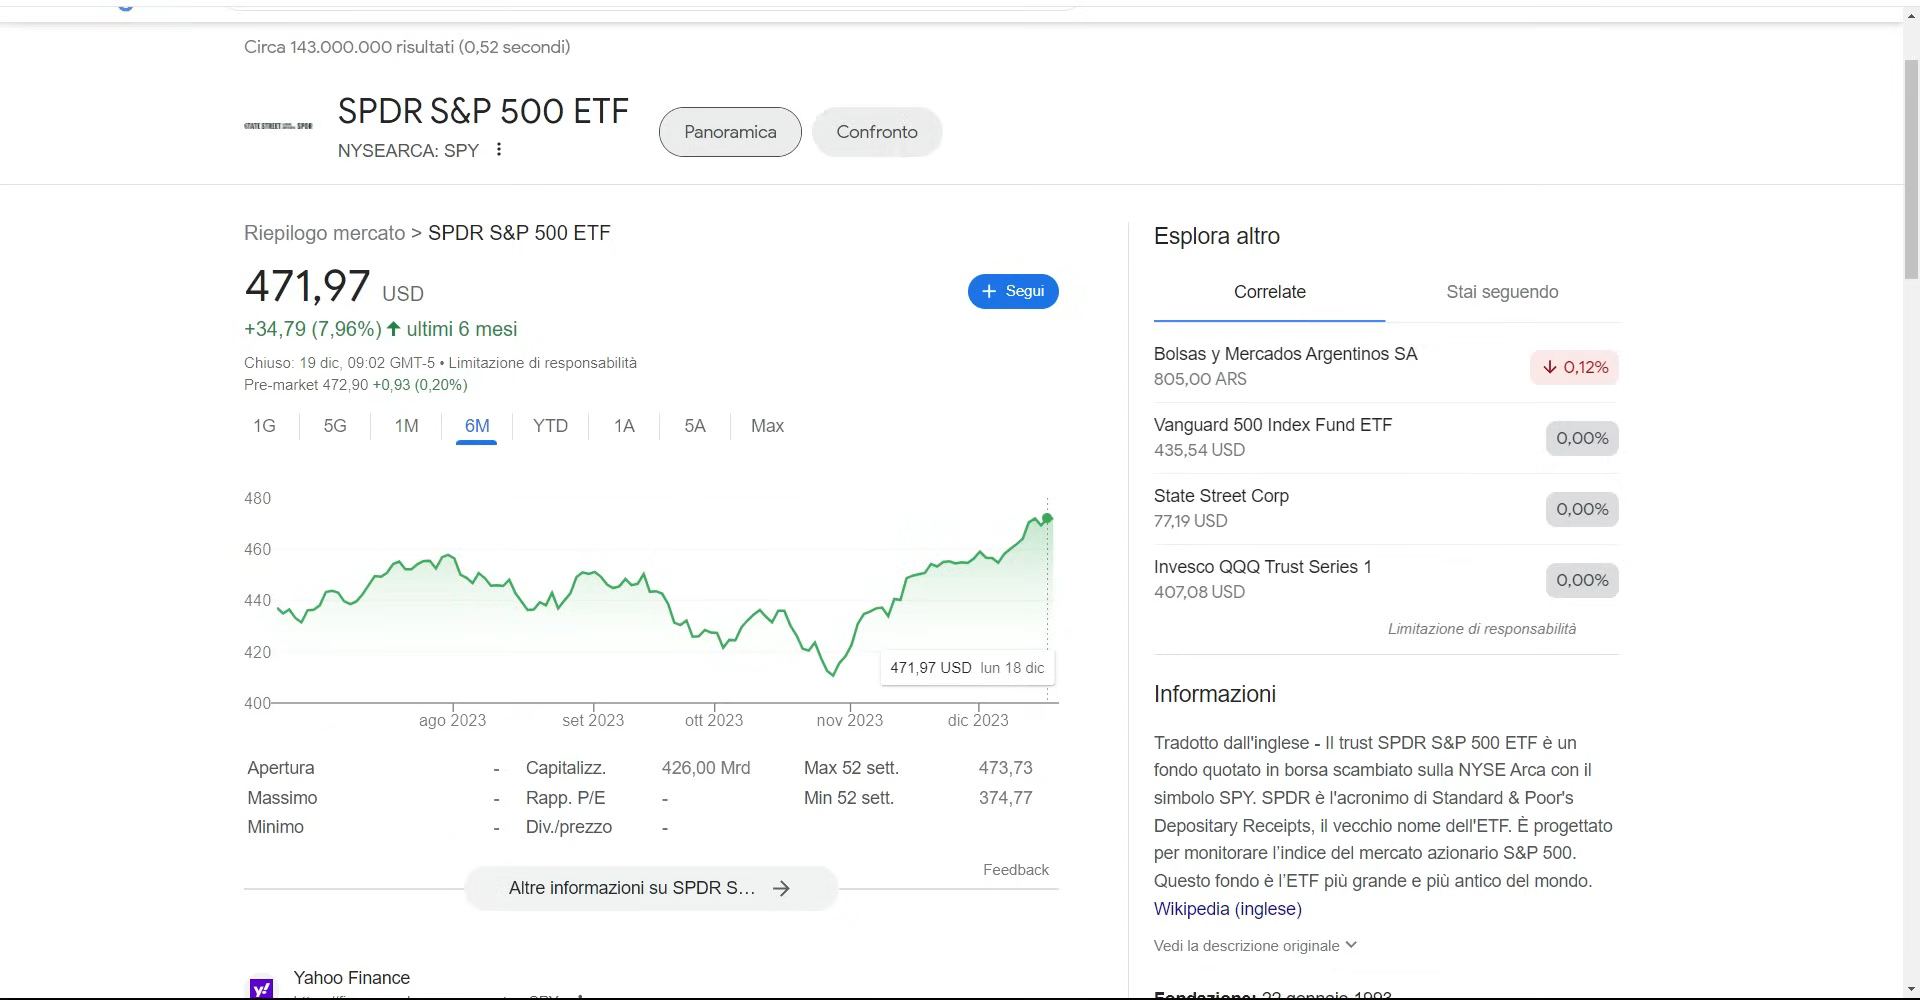 Circa 143.000.000 risultati (0,52 secondi)
STATE STREET SPDR
SPDR S&P 500 ETF
NYSEARCA: SPY
Panoramica
Confronto
Riepilogo mercato > SPDR S&P 500 ETF
471,97 USD
+ Segui
+34,79 (7,96%) ↑ ultimi 6 mesi
Chiuso: 19 dic, 09:02 GMT-5 • Limitazione di responsabilità
Pre-market 472,90 +0,93 (0,20%)
1G 5G 1M 6M YTD 1A 5A Max
480
460
440
420
400
471,97 USD lun 18 dic
ago 2023 set 2023 ott 2023 nov 2023 dic 2023
Apertura - Capitalizz. 426,00 Mrd Max 52 sett. 473,73
Massimo - Rapp. P/E - Min 52 sett. 374,77
Minimo - Div./prezzo -
Feedback
Altre informazioni su SPDR S... →
Yahoo Finance
Esplora altro
Correlate Stai seguendo
Bolsas y Mercados Argentinos SA
805,00 ARS
↓ 0,12%
Vanguard 500 Index Fund ETF
435,54 USD
0,00%
State Street Corp
77,19 USD
0,00%
Invesco QQQ Trust Series 1
407,08 USD
0,00%
Limitazione di responsabilità
Informazioni
Tradotto dall'inglese - Il trust SPDR S&P 500 ETF è un
fondo quotato in borsa scambiato sulla NYSE Arca con il
simbolo SPY. SPDR è l'acronimo di Standard & Poor's
Depositary Receipts, il vecchio nome dell'ETF. È progettato
per monitorare l'indice del mercato azionario S&P 500.
Questo fondo è l'ETF più grande e più antico del mondo.
Wikipedia (inglese)
Vedi la descrizione originale
Fondazione: 22 gennaio 1993